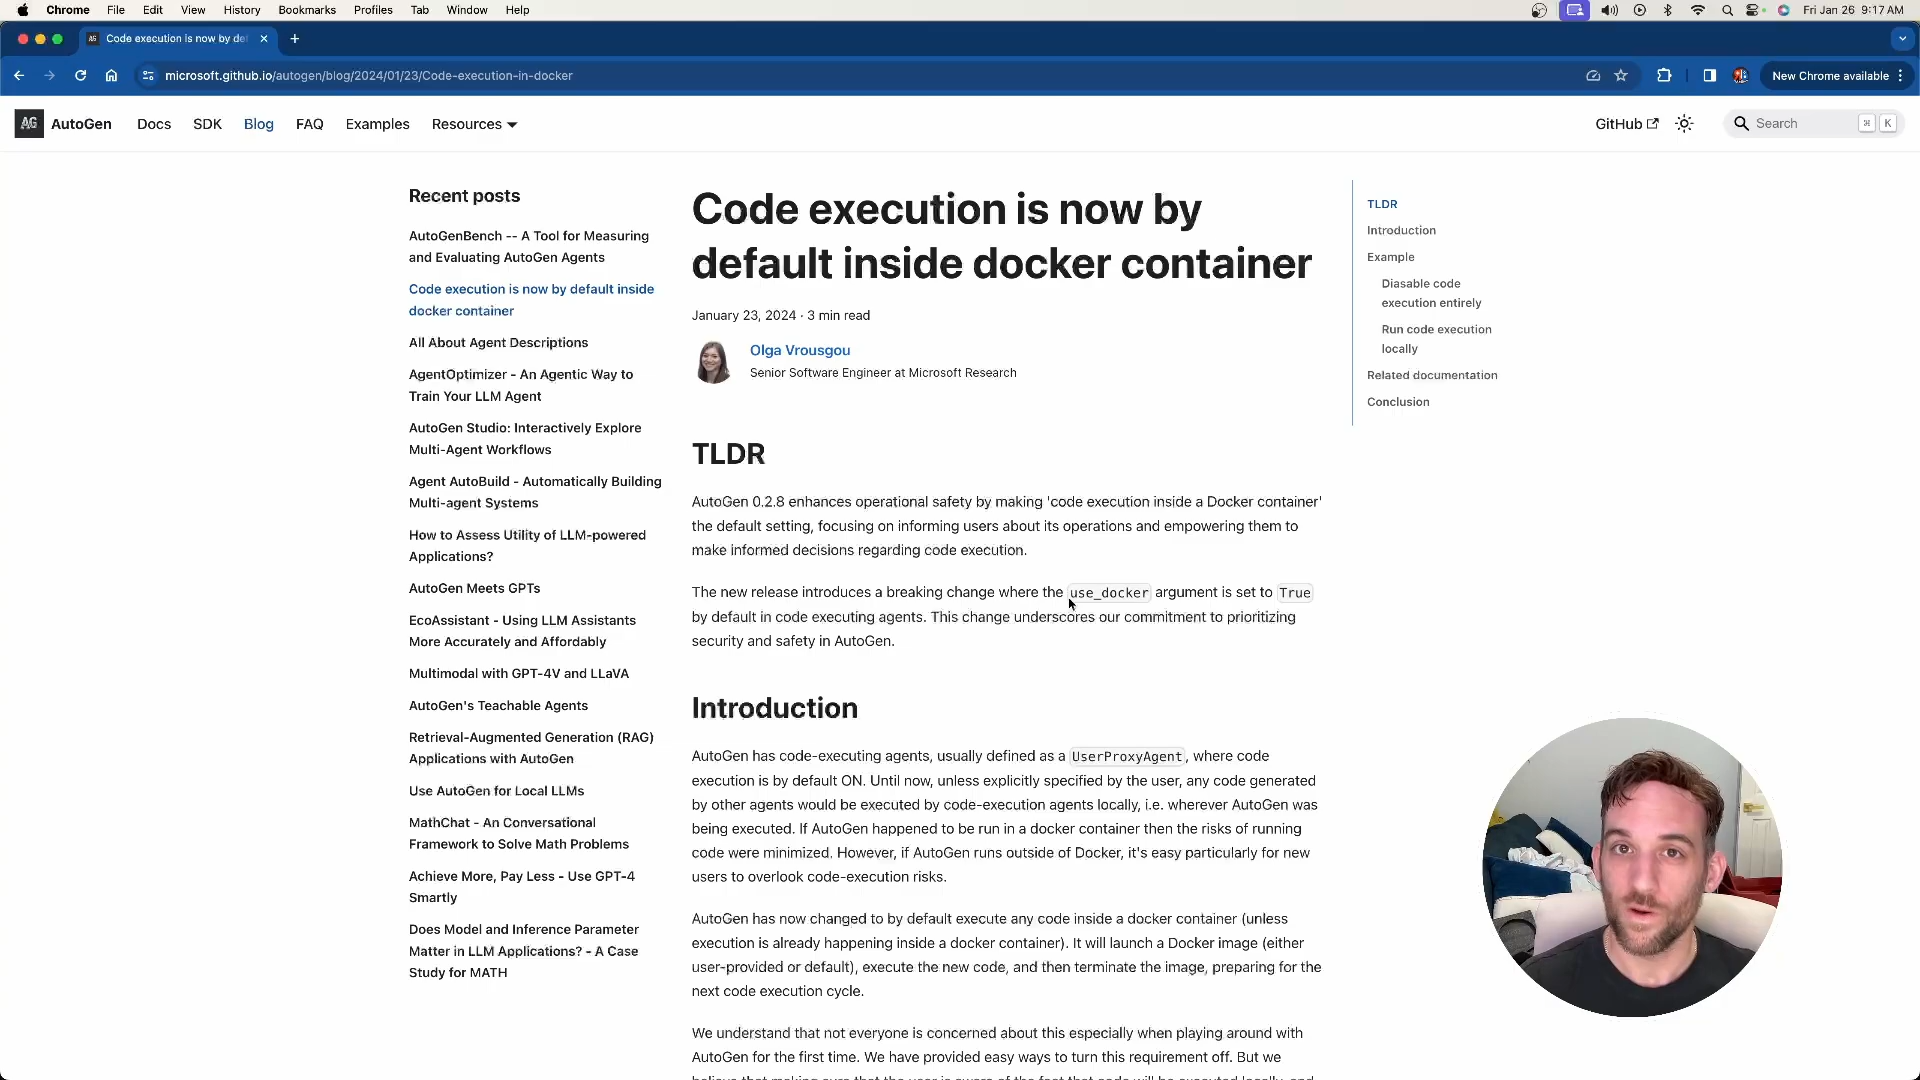 Chrome File Edit View History Bookmarks Profiles Tab Window Help Fri Jan 26 9:17 AM
Code execution is now by de
microsoft.github.io/autogen/blog/2024/01/23/Code-execution-in-docker New Chrome available
AG AutoGen Docs SDK Blog FAQ Examples Resources GitHub Search ⌘ K
Recent posts
AutoGenBench -- A Tool for Measuring
and Evaluating AutoGen Agents
Code execution is now by default inside
docker container
All About Agent Descriptions
AgentOptimizer - An Agentic Way to
Train Your LLM Agent
AutoGen Studio: Interactively Explore
Multi-Agent Workflows
Agent AutoBuild - Automatically Building
Multi-agent Systems
How to Assess Utility of LLM-powered
Applications?
AutoGen Meets GPTs
EcoAssistant - Using LLM Assistants
More Accurately and Affordably
Multimodal with GPT-4V and LLaVA
AutoGen's Teachable Agents
Retrieval-Augmented Generation (RAG)
Applications with AutoGen
Use AutoGen for Local LLMs
MathChat - An Conversational
Framework to Solve Math Problems
Achieve More, Pay Less - Use GPT-4
Smartly
Does Model and Inference Parameter
Matter in LLM Applications? - A Case
Study for MATH
Code execution is now by
default inside docker container
January 23, 2024 · 3 min read
Olga Vrousgou
Senior Software Engineer at Microsoft Research
TLDR
AutoGen 0.2.8 enhances operational safety by making 'code execution inside a Docker container'
the default setting, focusing on informing users about its operations and empowering them to
make informed decisions regarding code execution.
The new release introduces a breaking change where the use_docker argument is set to True
by default in code executing agents. This change underscores our commitment to prioritizing
security and safety in AutoGen.
Introduction
AutoGen has code-executing agents, usually defined as a UserProxyAgent, where code
execution is by default ON. Until now, unless explicitly specified by the user, any code generated
by other agents would be executed by code-execution agents locally, i.e. wherever AutoGen was
being executed. If AutoGen happened to be run in a docker container then the risks of running
code were minimized. However, if AutoGen runs outside of Docker, it's easy particularly for new
users to overlook code-execution risks.
AutoGen has now changed to by default execute any code inside a docker container (unless
execution is already happening inside a docker container). It will launch a Docker image (either
user-provided or default), execute the new code, and then terminate the image, preparing for the
next code execution cycle.
We understand that not everyone is concerned about this especially when playing around with
AutoGen for the first time. We have provided easy ways to turn this requirement off. But we
TLDR
Introduction
Example
Diasable code
execution entirely
Run code execution
locally
Related documentation
Conclusion